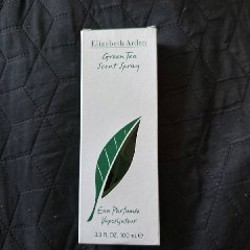 Elizabeth Arden
Green Tea
Scent Spray
Eau Parfumée
Vaporisateur
3.3 FL. OZ. 100 ml e